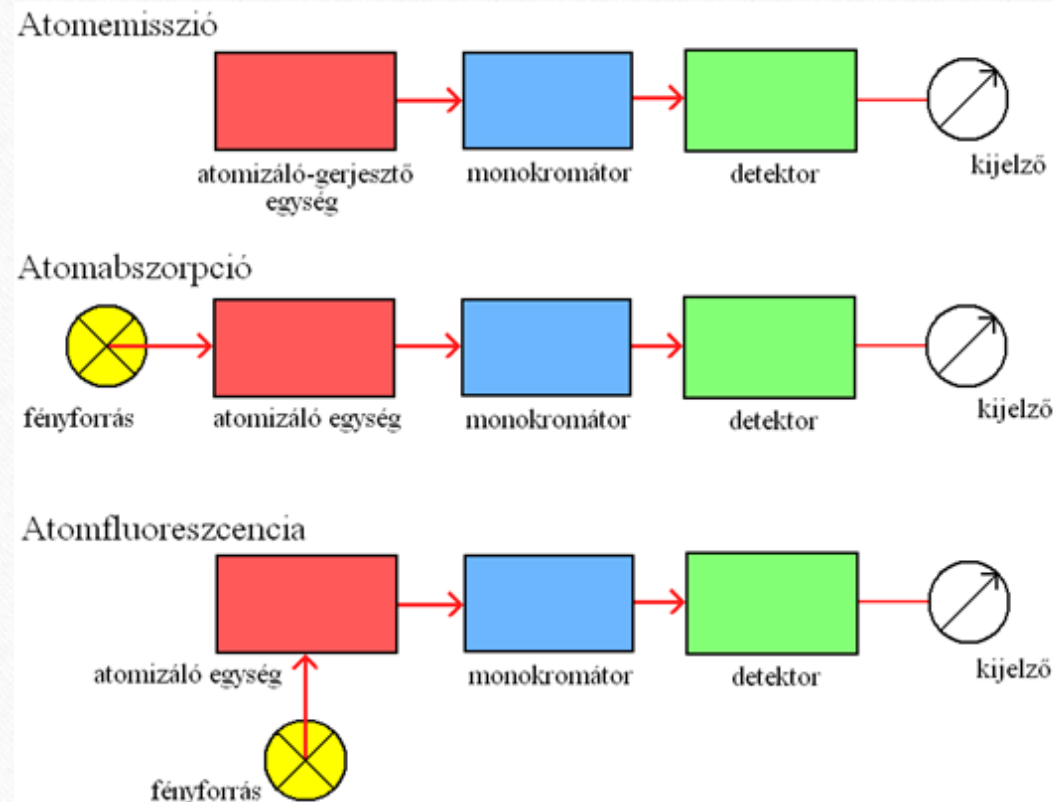 Atomemisszió
atomizáló-gerjesztő
egység
monokromátor
detektor
kijelző
Atomabszorpció
fényforrás
atomizáló egység
monokromátor
detektor
kijelző
Atomfluoreszcencia
atomizáló egység
monokromátor
detektor
kijelző
fényforrás